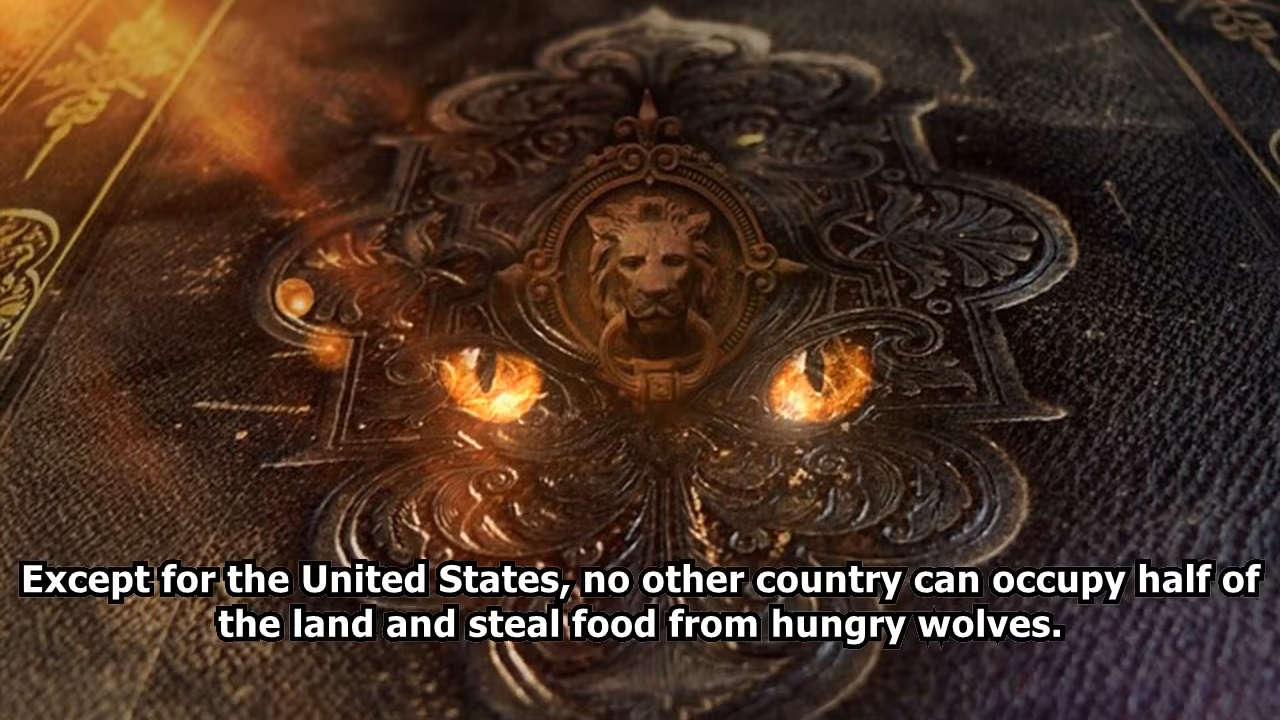 Except for the United States, no other country can occupy half of
the land and steal food from hungry wolves.